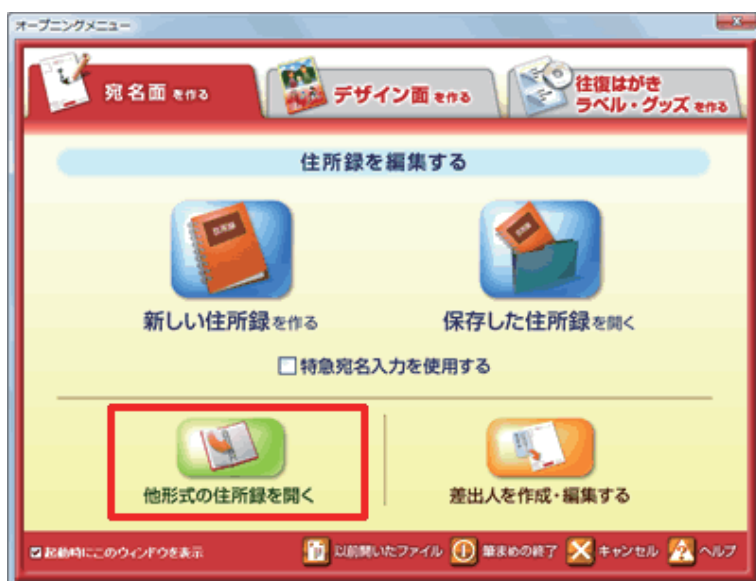 オープニングメニュー
宛名面を作る
デザイン面を作る
往復はがき
ラベル・グッズを作る
住所録を編集する
住所録
新しい住所録を作る
保存した住所録を開く
特急宛名入力を使用する
他形式の住所録を開く
差出人を作成・編集する
起動時にこのウィンドウを表示
以前開いたファイル
筆まめの終了
キャンセル
ヘルプ